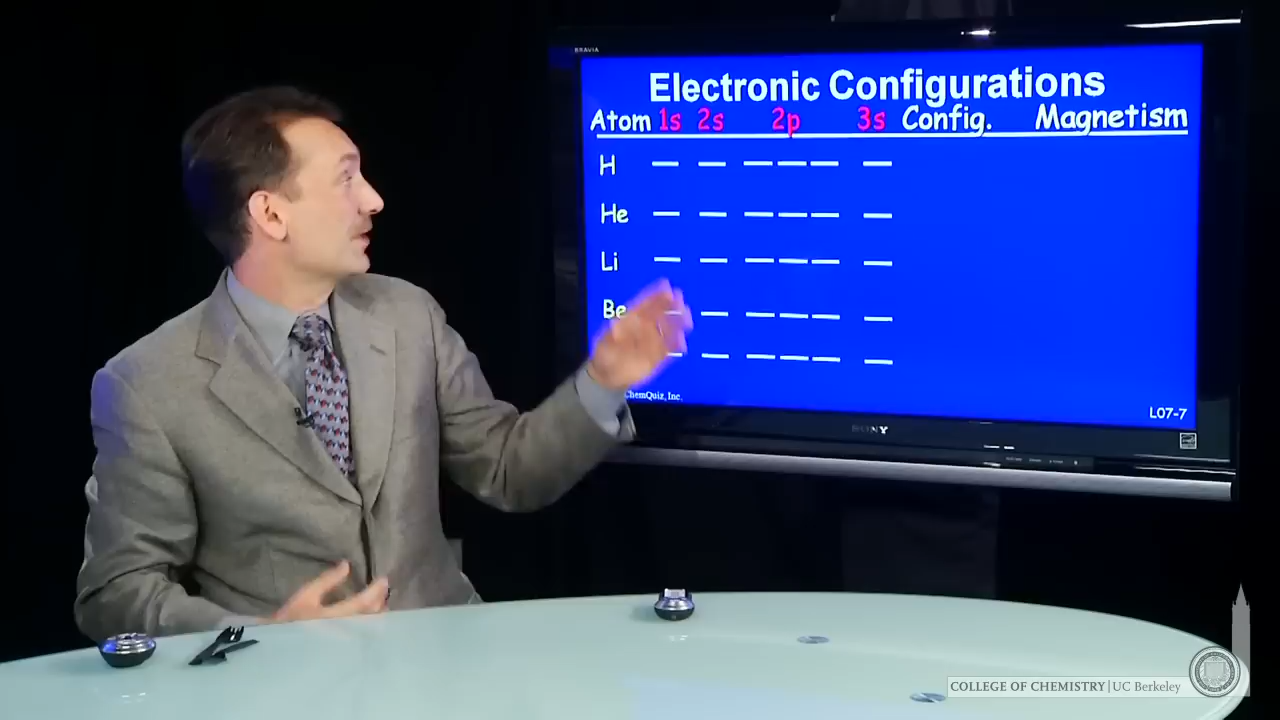 BRAVIA
Electronic Configurations
Atom 1s 2s 2p 3s Config. Magnetism
H
He
Li
Be
ChemQuiz, Inc.
L07-7
SONY
COLLEGE OF CHEMISTRY | UC Berkeley